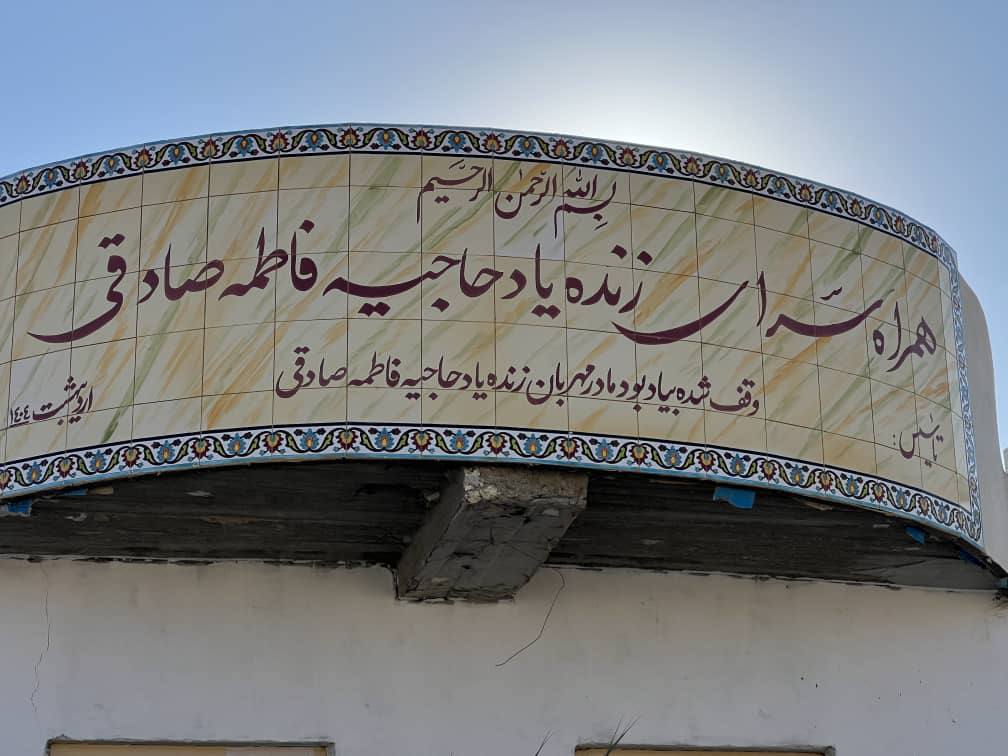 بسم الله الرحمن الرحیم
همراه سرای زنده یاد حاجیه فاطمه صادقی
وقف شده بیاد بود مادر مهربان زنده یاد حاجیه فاطمه صادقی
اردیبهشت ۱۴۰۴